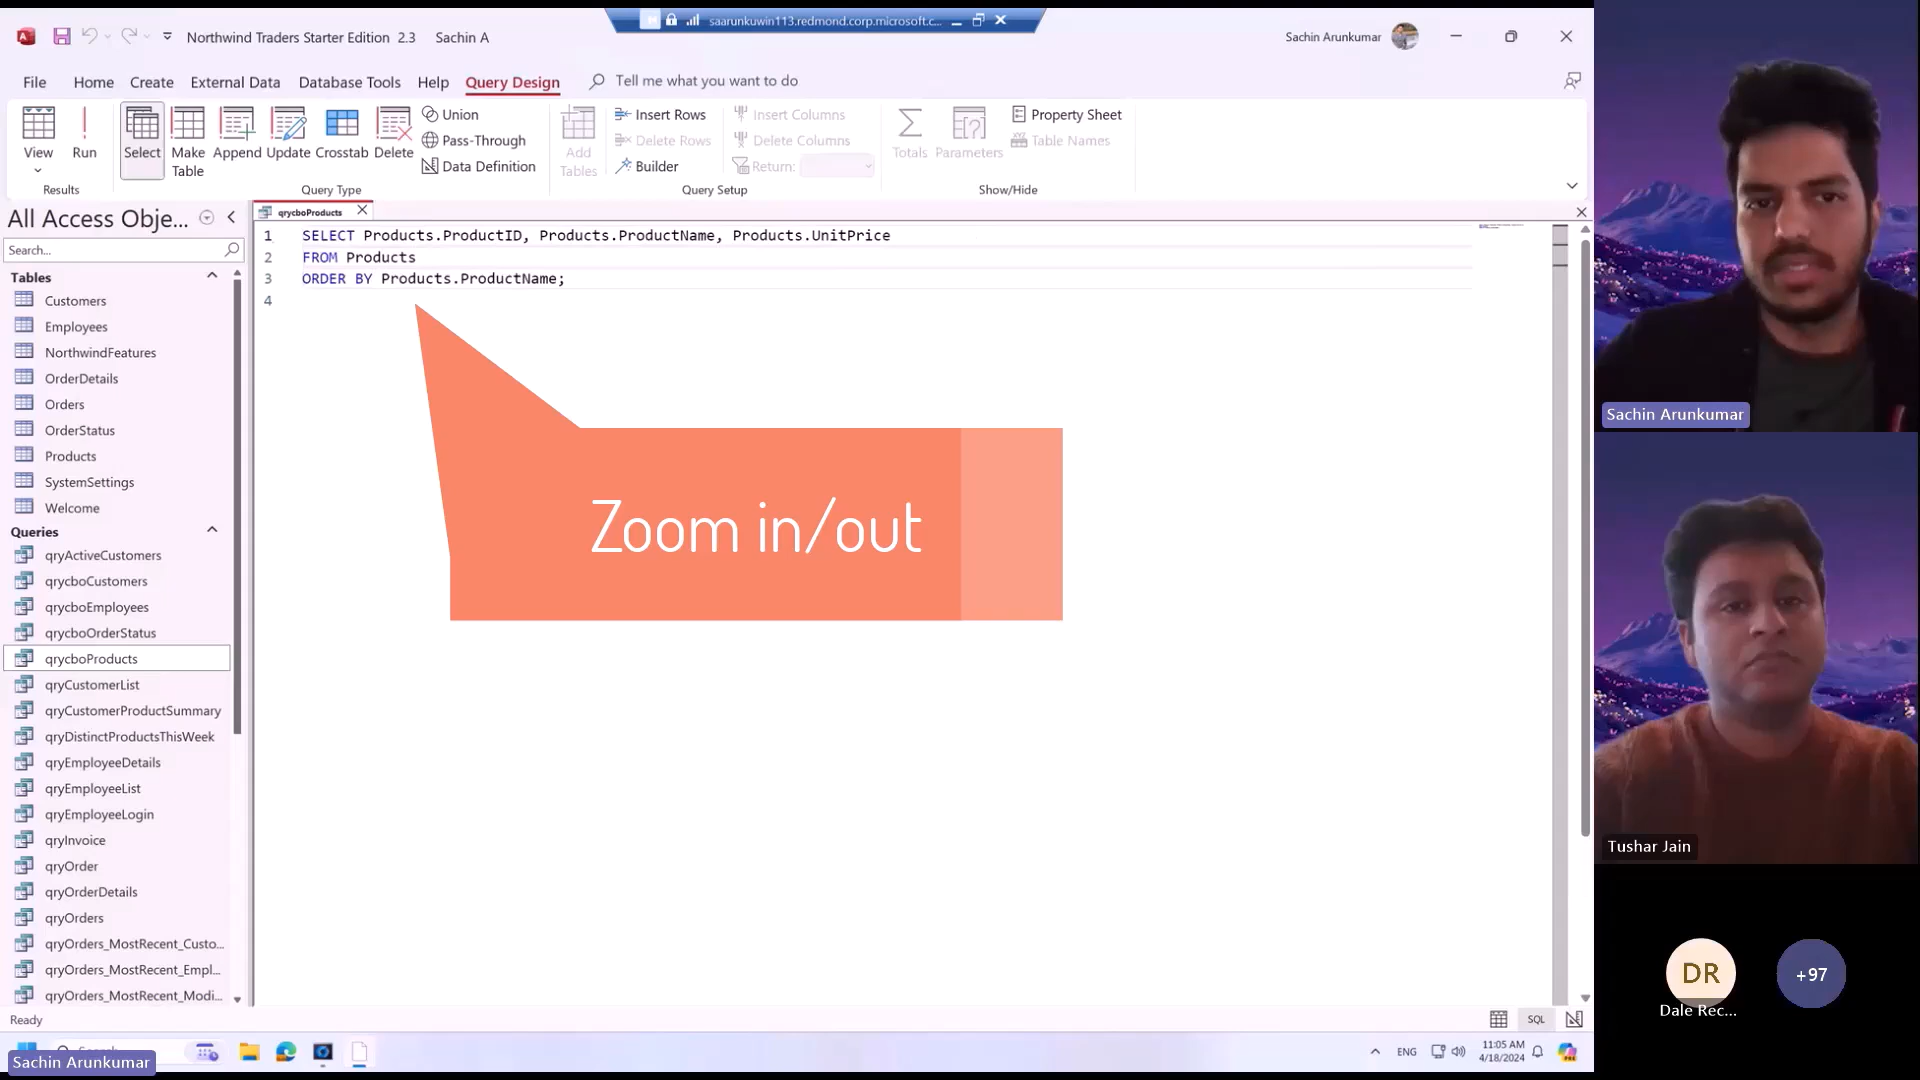 saarunkuwin113.redmond.corp.microsoft.c...
Northwind Traders Starter Edition 2.3 Sachin A
Sachin Arunkumar
File Home Create External Data Database Tools Help Query Design Tell me what you want to do
View
Run
Results
Select
Make Table
Append
Update
Crosstab
Delete
Union
Pass-Through
Data Definition
Query Type
Add Tables
Insert Rows
Delete Rows
Builder
Insert Columns
Delete Columns
Return:
Query Setup
Totals
Parameters
Property Sheet
Table Names
Show/Hide
All Access Obje...
Search...
Tables
Customers
Employees
NorthwindFeatures
OrderDetails
Orders
OrderStatus
Products
SystemSettings
Welcome
Queries
qryActiveCustomers
qrycboCustomers
qrycboEmployees
qrycboOrderStatus
qrycboProducts
qryCustomerList
qryCustomerProductSummary
qryDistinctProductsThisWeek
qryEmployeeDetails
qryEmployeeList
qryEmployeeLogin
qryInvoice
qryOrder
qryOrderDetails
qryOrders
qryOrders_MostRecent_Custo...
qryOrders_MostRecent_Empl...
qryOrders_MostRecent_Modi...
qrycboProducts
1 SELECT Products.ProductID, Products.ProductName, Products.UnitPrice
2 FROM Products
3 ORDER BY Products.ProductName;
4
Zoom in/out
Sachin Arunkumar
Tushar Jain
DR
Dale Rec...
+97
Ready
SQL
Sachin Arunkumar
ENG
11:05 AM
4/18/2024